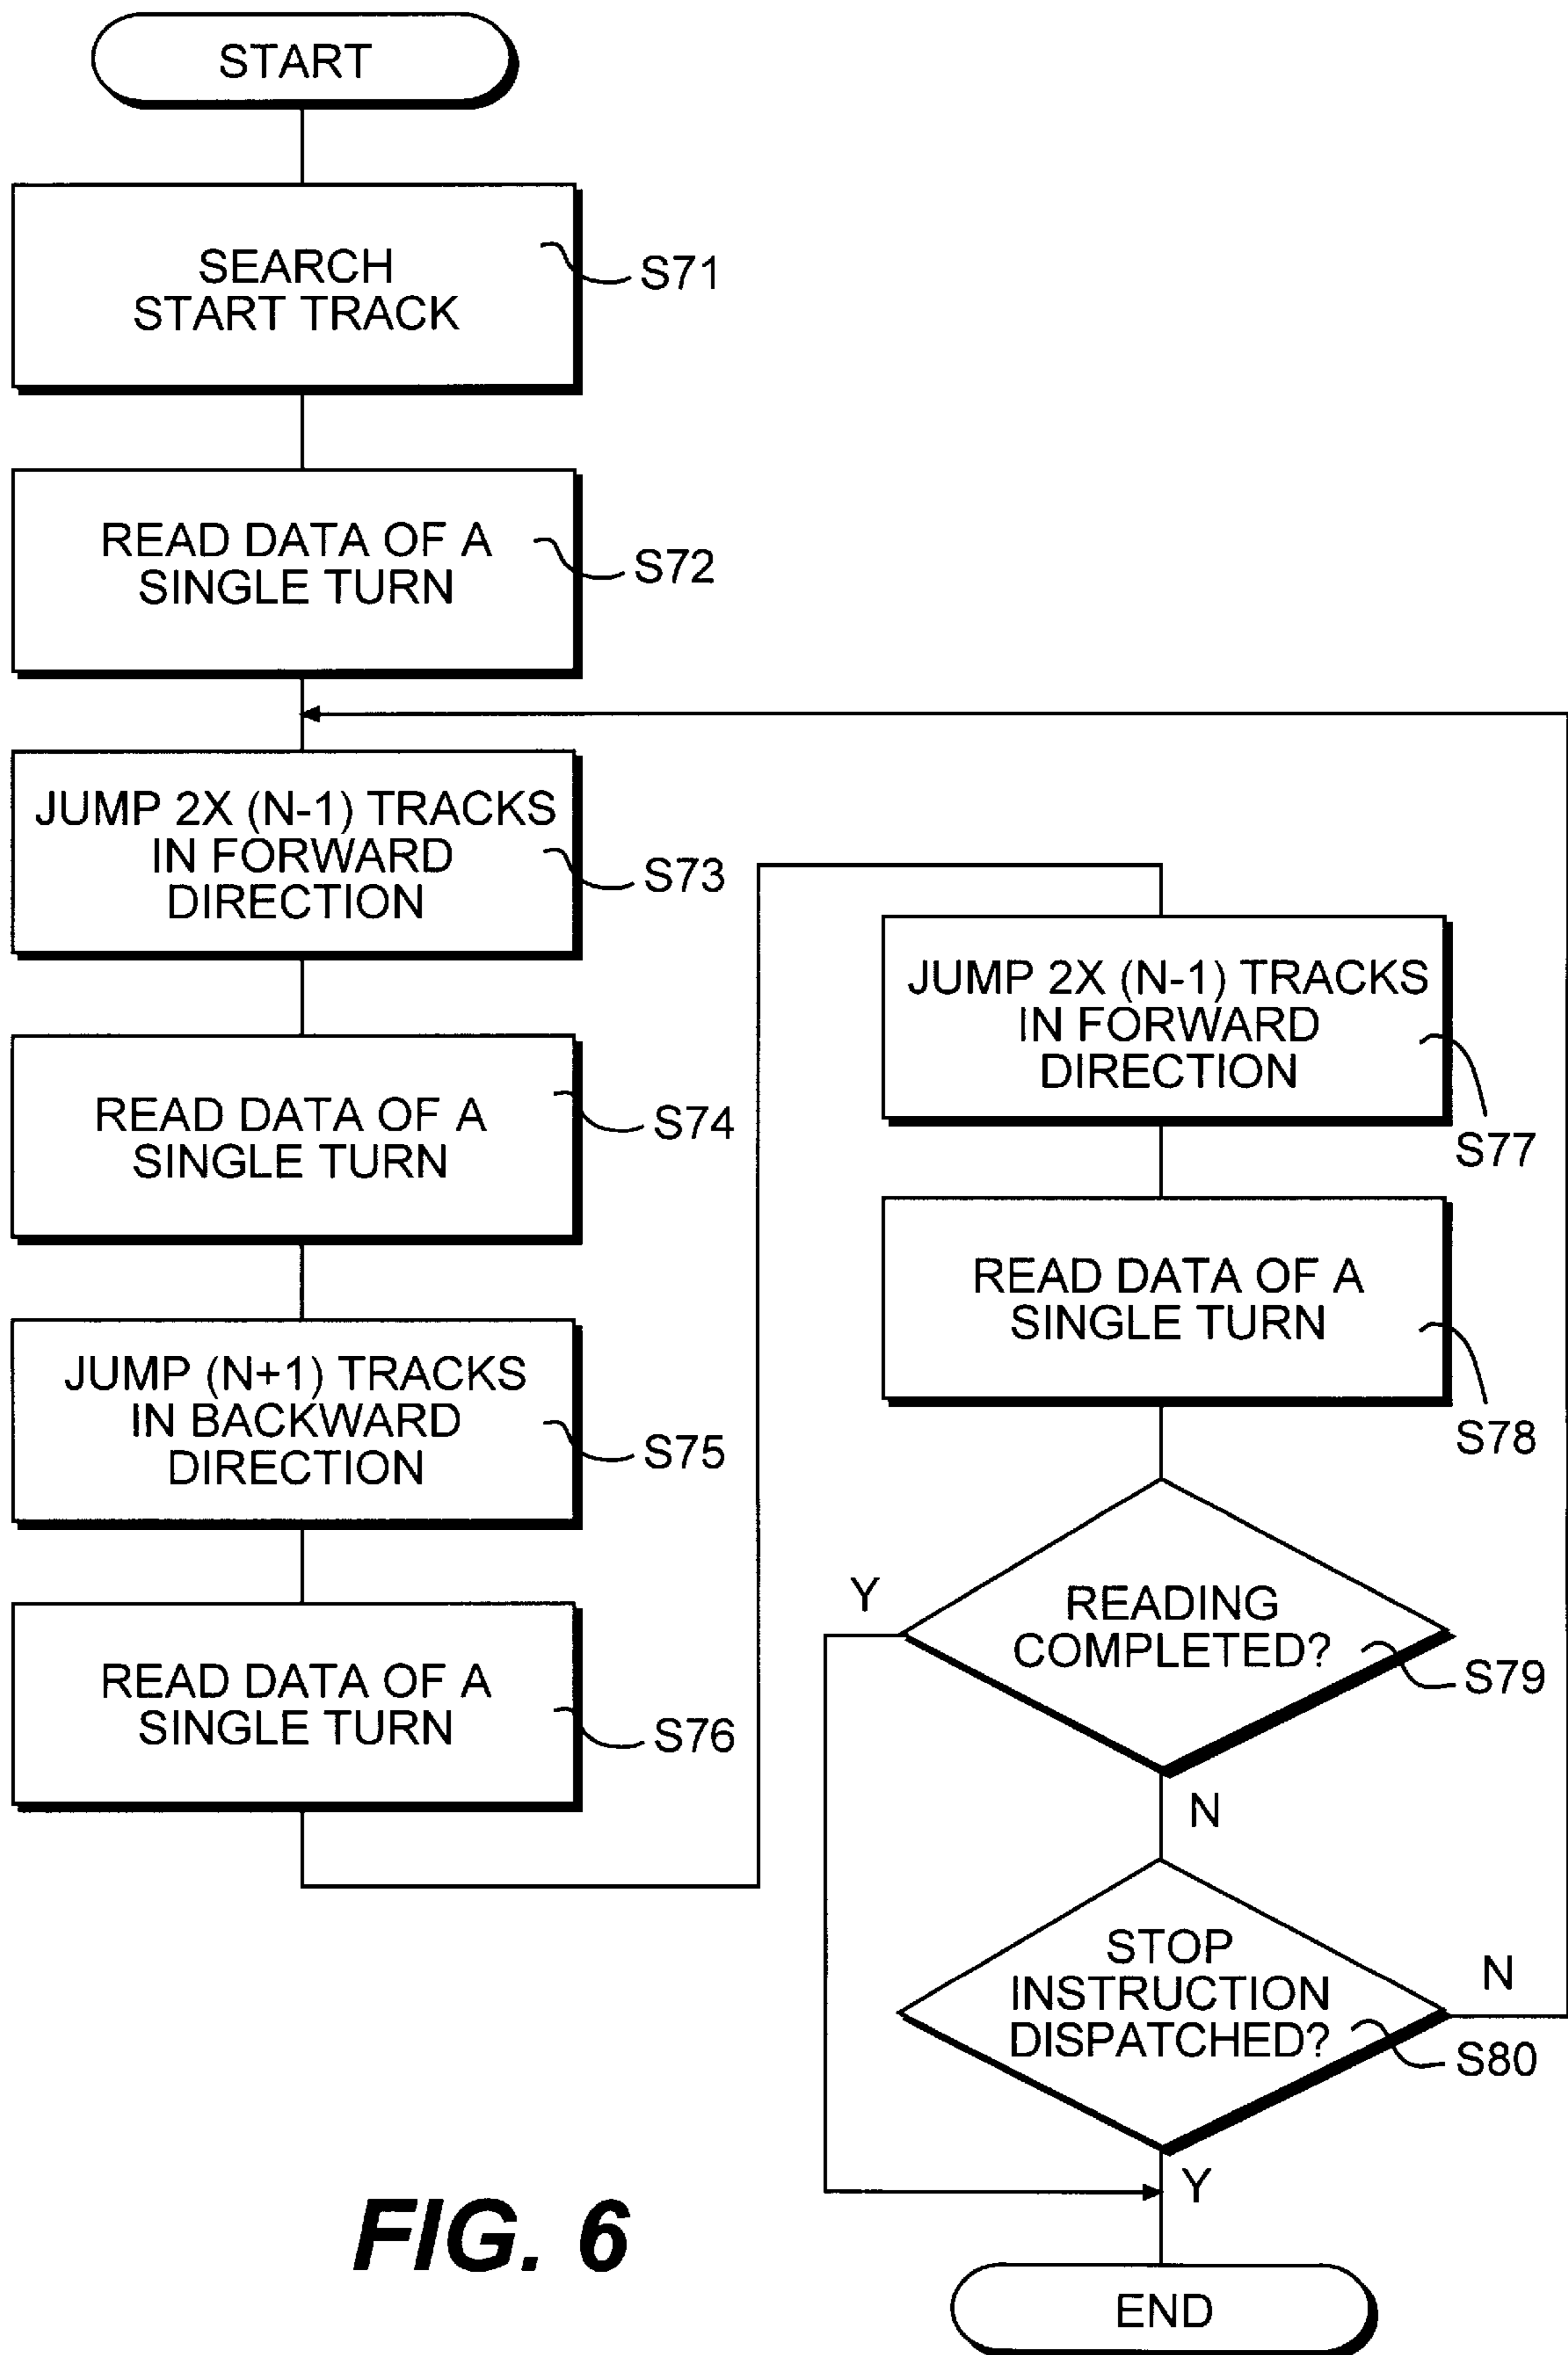 START
SEARCH
START TRACK
S71
READ DATA OF A
SINGLE TURN
S72
JUMP 2X (N-1) TRACKS
IN FORWARD
DIRECTION
S73
READ DATA OF A
SINGLE TURN
S74
JUMP (N+1) TRACKS
IN BACKWARD
DIRECTION
S75
READ DATA OF A
SINGLE TURN
S76
JUMP 2X (N-1) TRACKS
IN FORWARD
DIRECTION
S77
READ DATA OF A
SINGLE TURN
S78
READING
COMPLETED?
S79
Y
N
STOP
INSTRUCTION
DISPATCHED?
S80
N
Y
END
FIG. 6